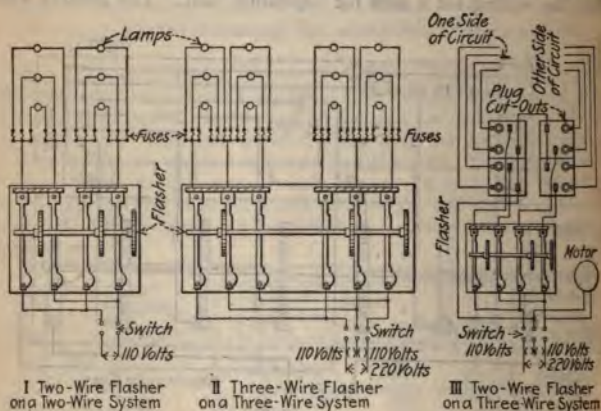 Lamps
Fuses
Flasher
Switch
110 Volts
I Two-Wire Flasher
on a Two-Wire System
Fuses
Switch
110 Volts
110 Volts
220 Volts
II Three-Wire Flasher
on a Three-Wire System
One Side
of Circuit
Other Side
of Circuit
Plug
Cut-Outs
Flasher
Motor
Switch
110 Volts
110 Volts
220 Volts
III Two-Wire Flasher
on a Three-Wire System